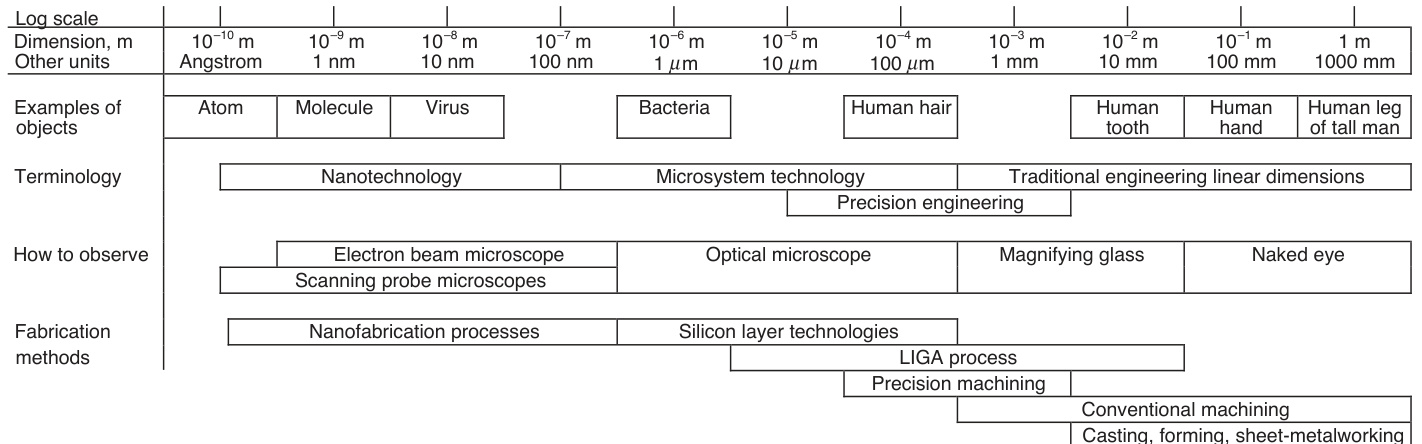 Log scale
Dimension, m 10⁻¹⁰ m 10⁻⁹ m 10⁻⁸ m 10⁻⁷ m 10⁻⁶ m 10⁻⁵ m 10⁻⁴ m 10⁻³ m 10⁻² m 10⁻¹ m 1 m
Other units Angstrom 1 nm 10 nm 100 nm 1 μm 10 μm 100 μm 1 mm 10 mm 100 mm 1000 mm
Examples of Atom Molecule Virus Bacteria Human hair Human Human Human leg
objects tooth hand of tall man
Terminology Nanotechnology Microsystem technology Traditional engineering linear dimensions
Precision engineering
How to observe Electron beam microscope Optical microscope Magnifying glass Naked eye
Scanning probe microscopes
Fabrication Nanofabrication processes Silicon layer technologies
methods LIGA process
Precision machining
Conventional machining
Casting, forming, sheet-metalworking